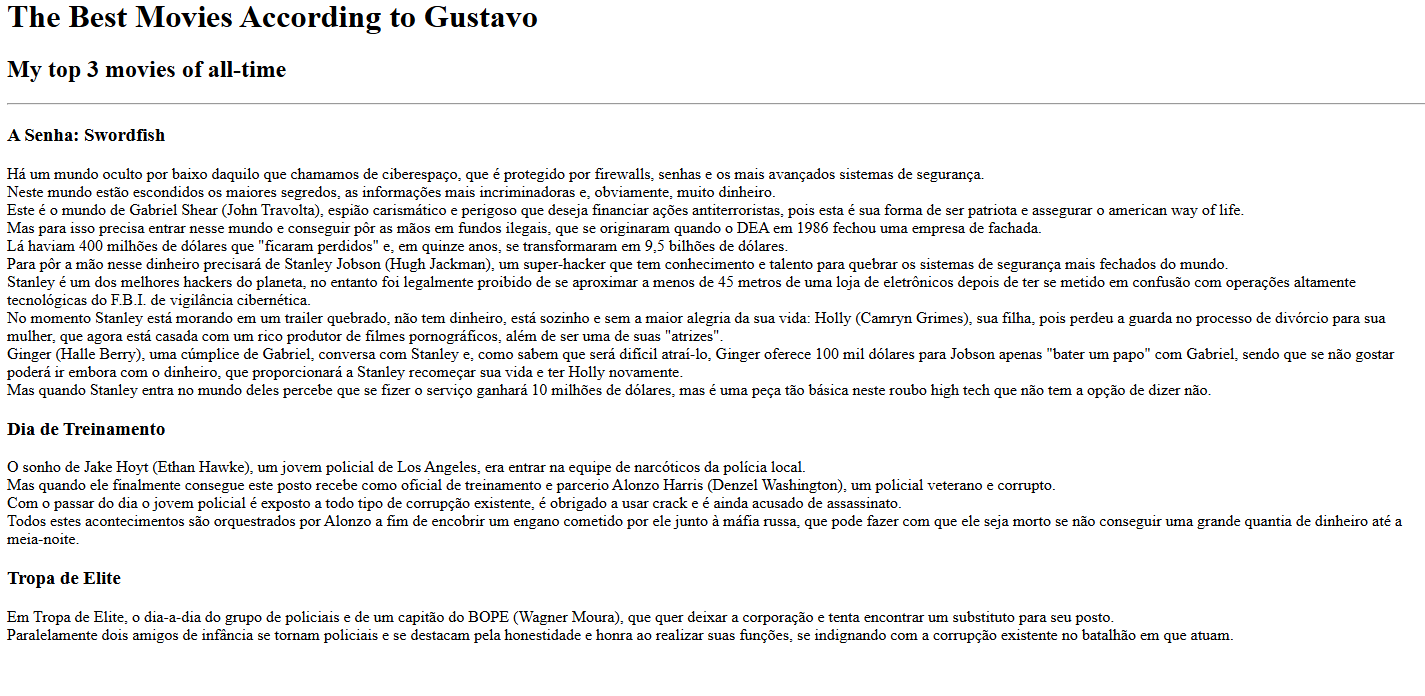 The Best Movies According to Gustavo
My top 3 movies of all-time
A Senha: Swordfish
Há um mundo oculto por baixo daquilo que chamamos de ciberespaço, que é protegido por firewalls, senhas e os mais avançados sistemas de segurança.
Neste mundo estão escondidos os maiores segredos, as informações mais incriminadoras e, obviamente, muito dinheiro.
Este é o mundo de Gabriel Shear (John Travolta), espião carismático e perigoso que deseja financiar ações antiterroristas, pois esta é sua forma de ser patriota e assegurar o american way of life.
Mas para isso precisa entrar nesse mundo e conseguir pôr as mãos em fundos ilegais, que se originaram quando o DEA em 1986 fechou uma empresa de fachada.
Lá haviam 400 milhões de dólares que "ficaram perdidos" e, em quinze anos, se transformaram em 9,5 bilhões de dólares.
Para pôr a mão nesse dinheiro precisará de Stanley Jobson (Hugh Jackman), um super-hacker que tem conhecimento e talento para quebrar os sistemas de segurança mais fechados do mundo.
Stanley é um dos melhores hackers do planeta, no entanto foi legalmente proibido de se aproximar a menos de 45 metros de uma loja de eletrônicos depois de ter se metido em confusão com operações altamente
tecnológicas do F.B.I. de vigilância cibernética.
No momento Stanley está morando em um trailer quebrado, não tem dinheiro, está sozinho e sem a maior alegria da sua vida: Holly (Camryn Grimes), sua filha, pois perdeu a guarda no processo de divórcio para sua
mulher, que agora está casada com um rico produtor de filmes pornográficos, além de ser uma de suas "atrizes".
Ginger (Halle Berry), uma cúmplice de Gabriel, conversa com Stanley e, como sabem que será difícil atraí-lo, Ginger oferece 100 mil dólares para Jobson apenas "bater um papo" com Gabriel, sendo que se não gostar
poderá ir embora com o dinheiro, que proporcionará a Stanley recomeçar sua vida e ter Holly novamente.
Mas quando Stanley entra no mundo deles percebe que se fizer o serviço ganhará 10 milhões de dólares, mas é uma peça tão básica neste roubo high tech que não tem a opção de dizer não.
Dia de Treinamento
O sonho de Jake Hoyt (Ethan Hawke), um jovem policial de Los Angeles, era entrar na equipe de narcóticos da polícia local.
Mas quando ele finalmente consegue este posto recebe como oficial de treinamento e parcerio Alonzo Harris (Denzel Washington), um policial veterano e corrupto.
Com o passar do dia o jovem policial é exposto a todo tipo de corrupção existente, é obrigado a usar crack e é ainda acusado de assassinato.
Todos estes acontecimentos são orquestrados por Alonzo a fim de encobrir um engano cometido por ele junto à máfia russa, que pode fazer com que ele seja morto se não conseguir uma grande quantia de dinheiro até a
meia-noite.
Tropa de Elite
Em Tropa de Elite, o dia-a-dia do grupo de policiais e de um capitão do BOPE (Wagner Moura), que quer deixar a corporação e tenta encontrar um substituto para seu posto.
Paralelamente dois amigos de infância se tornam policiais e se destacam pela honestidade e honra ao realizar suas funções, se indignando com a corrupção existente no batalhão em que atuam.